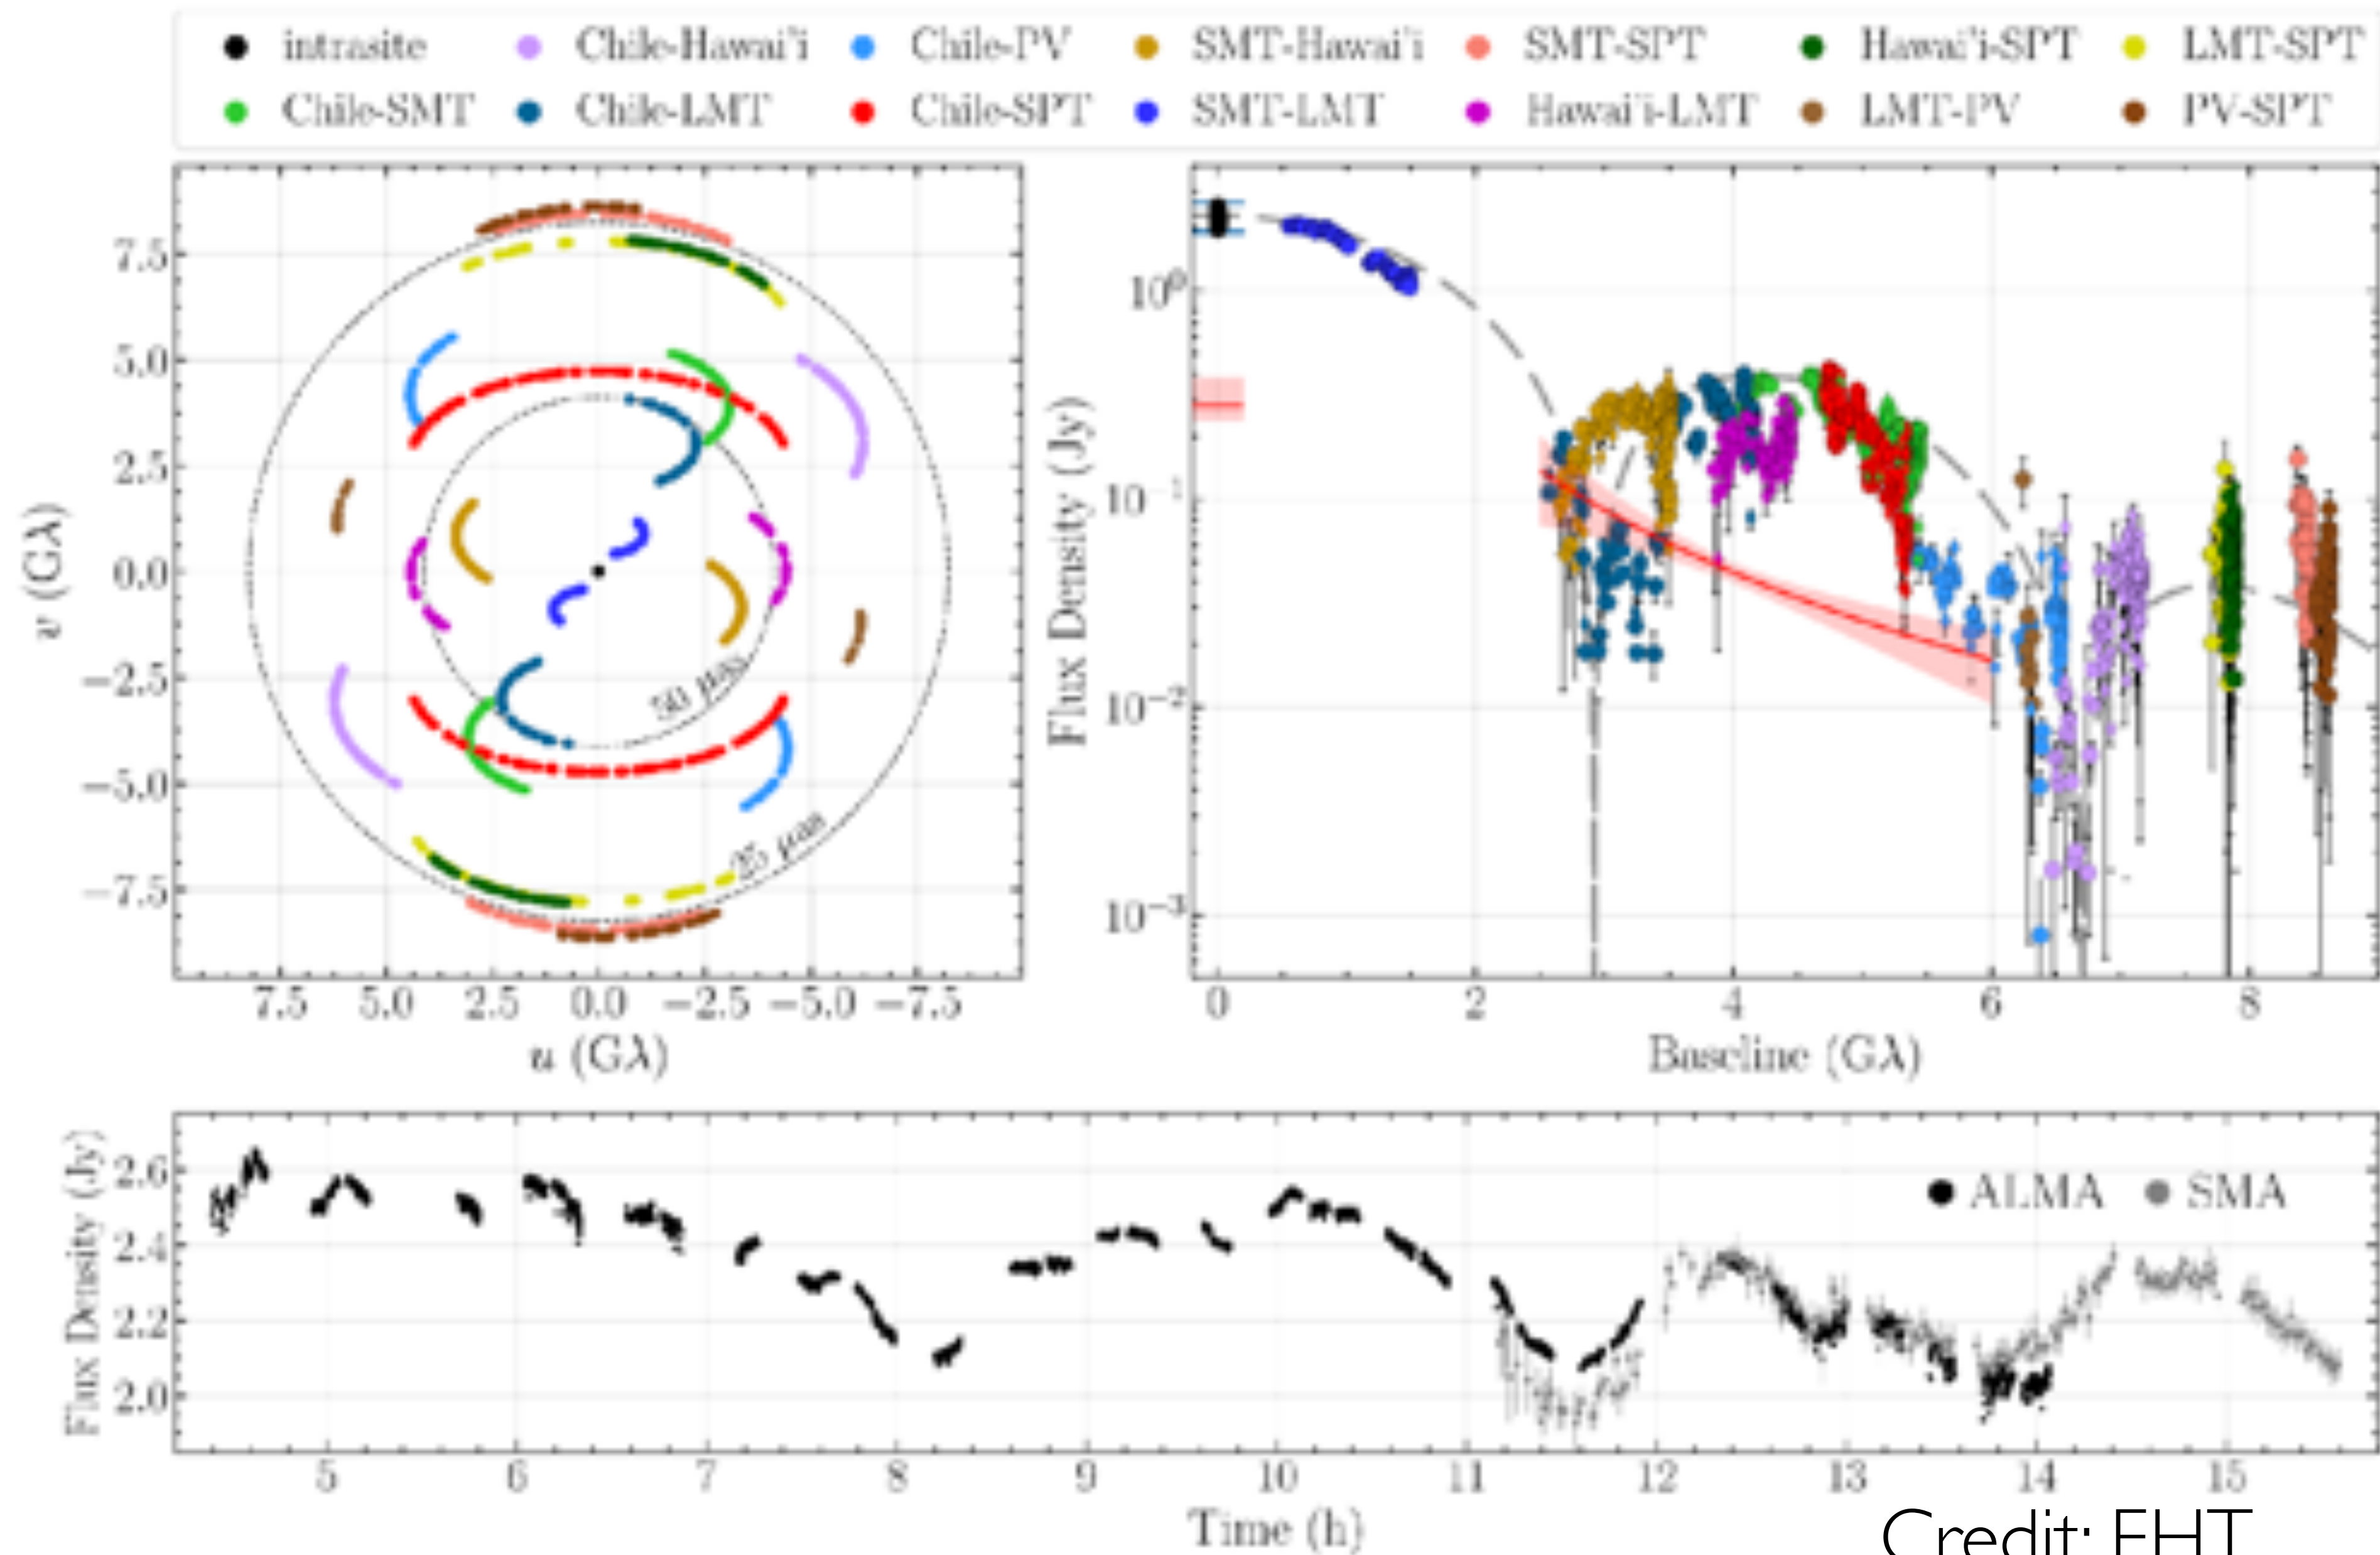 intrasite Chile-Hawai'i Chile-PV SMT-Hawai'i SMT-SPT Hawai'i-SPT LMT-SPT
Chile-SMT Chile-LMT Chile-SPT SMT-LMT Hawai'i-LMT LMT-PV PV-SPT
v (Gλ)
7.5
5.0
2.5
0.0
−2.5
−5.0
−7.5
50 μas
25 μas
7.5 5.0 2.5 0.0 −2.5 −5.0 −7.5
u (Gλ)
Flux Density (Jy)
10⁰
10⁻¹
10⁻²
10⁻³
0 2 4 6 8
Baseline (Gλ)
Flux Density (Jy)
2.6
2.4
2.2
2.0
ALMA SMA
5 6 7 8 9 10 11 12 13 14 15
Time (h)
Credit: EHT